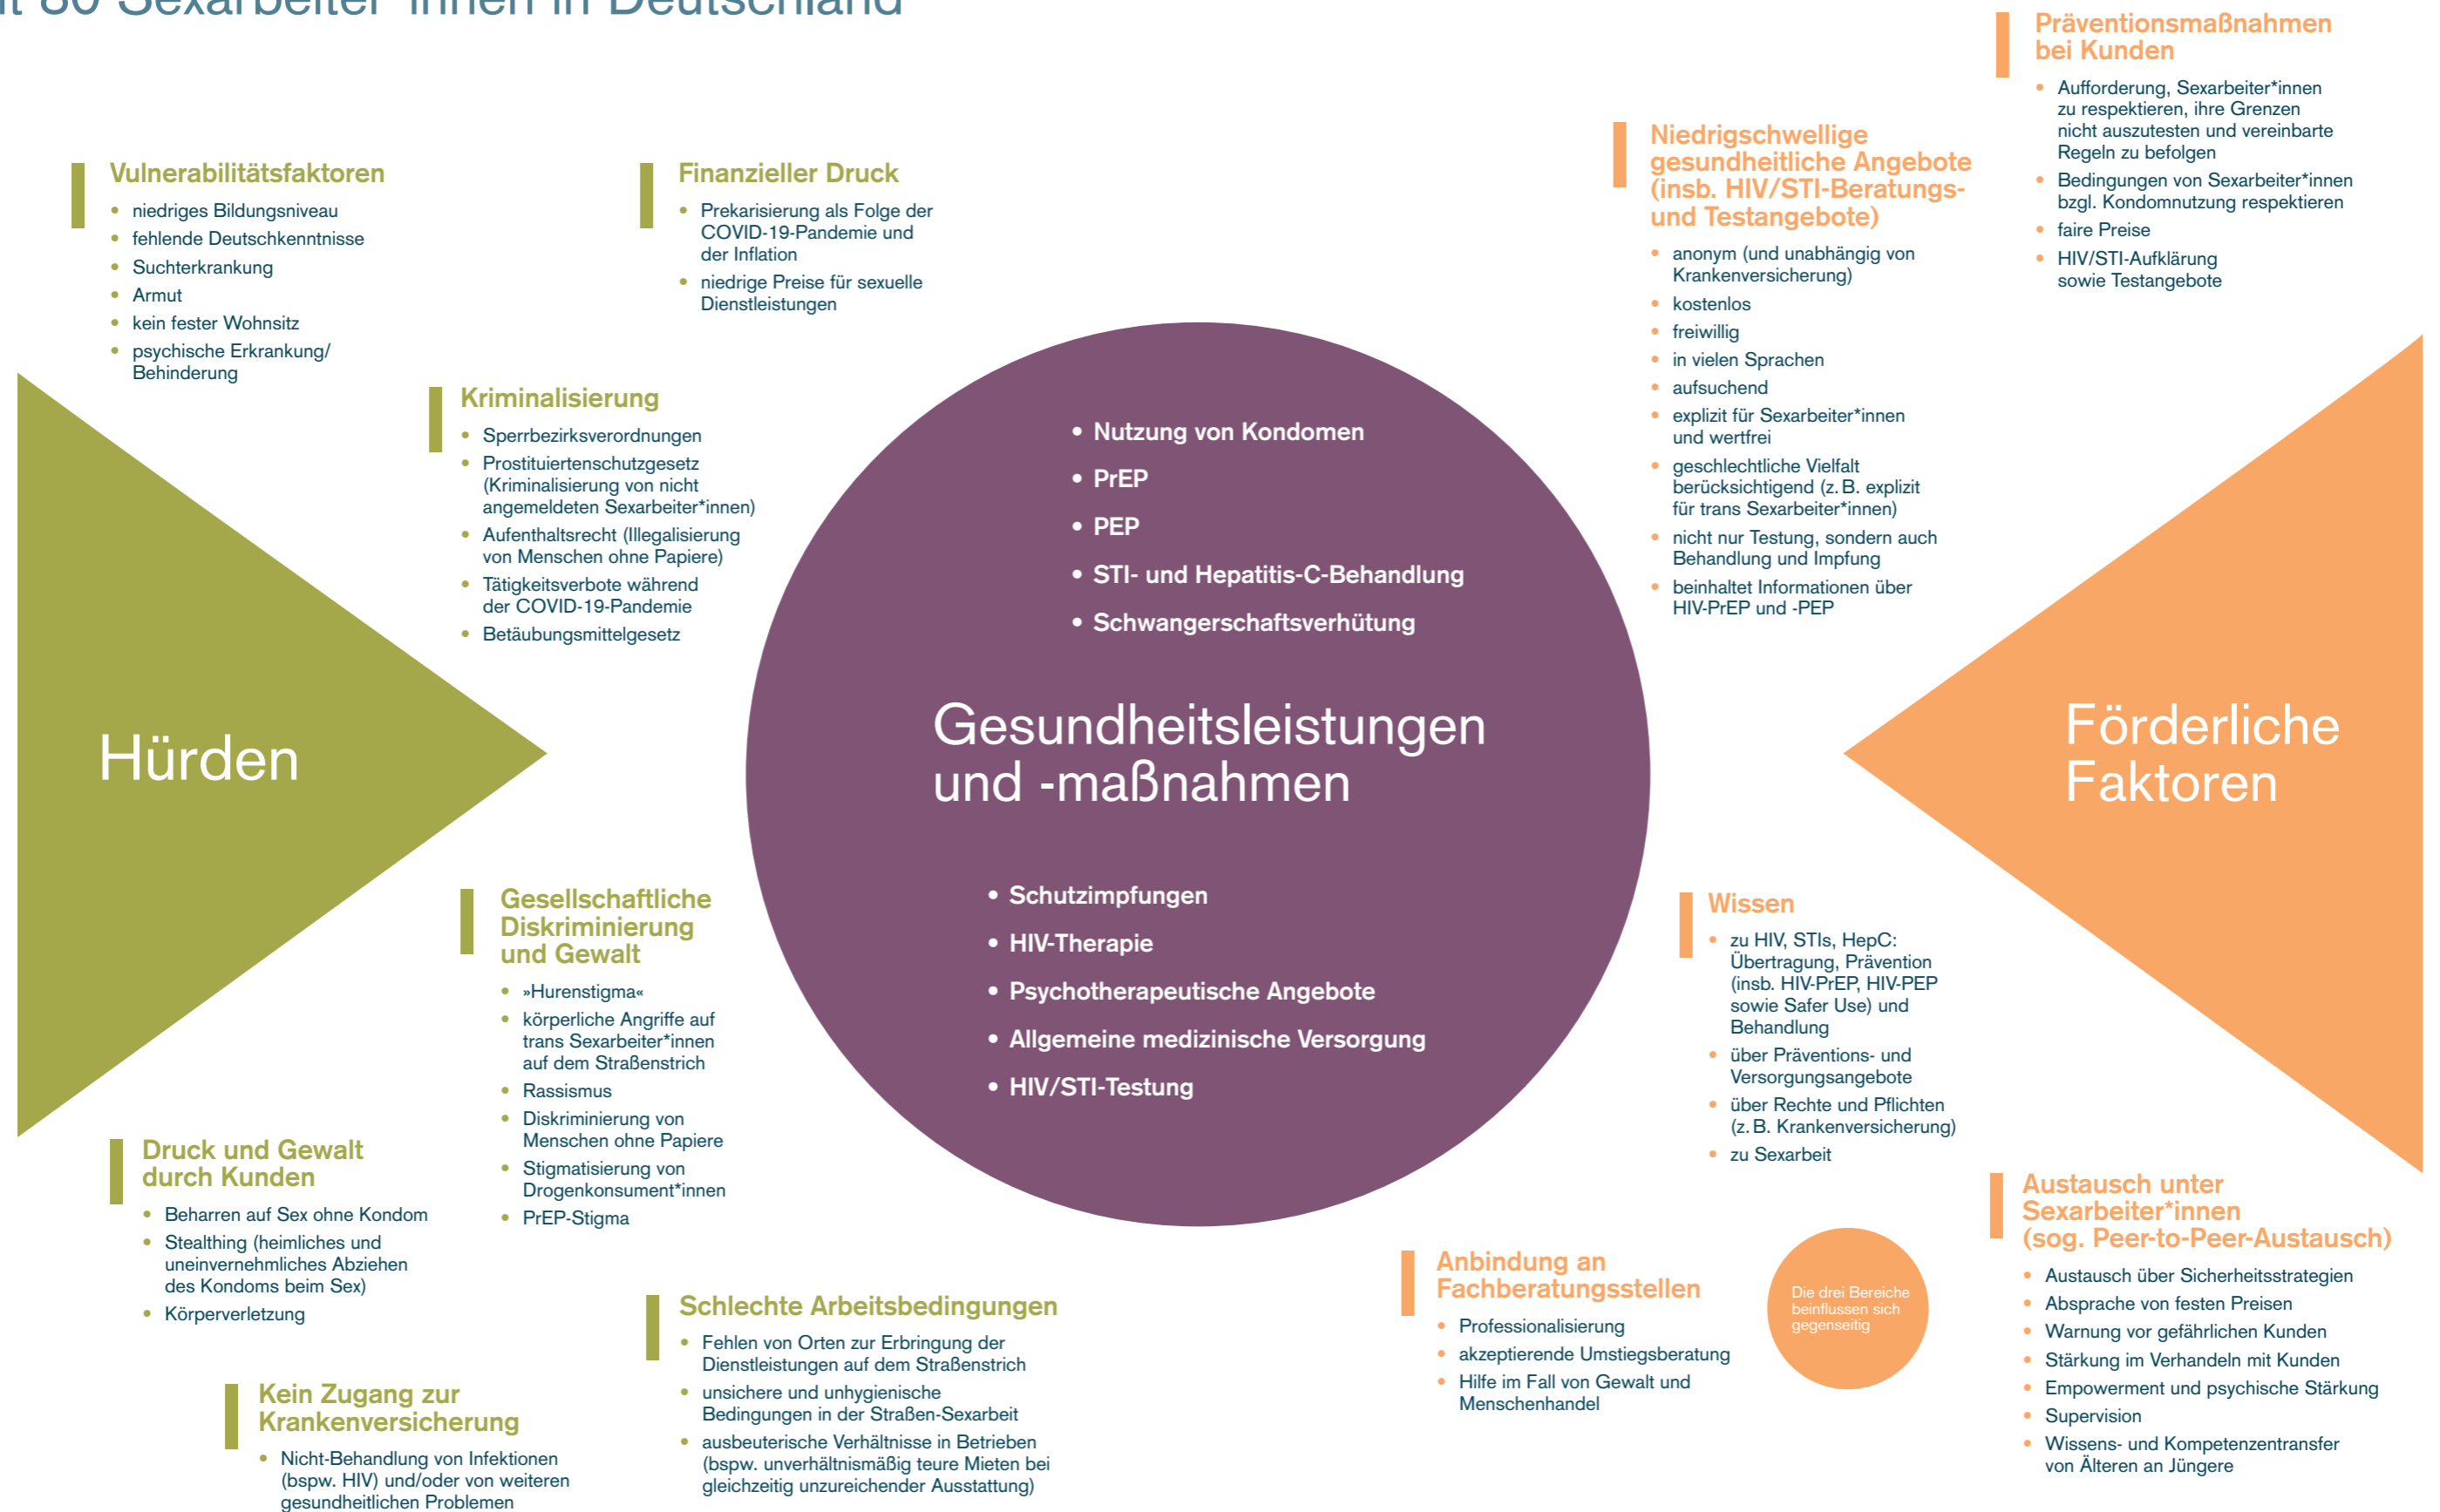 80 Sexarbeiter*innen in Deutschland
Vulnerabilitätsfaktoren
• niedriges Bildungsniveau
• fehlende Deutschkenntnisse
• Suchterkrankung
• Armut
• kein fester Wohnsitz
• psychische Erkrankung/
Behinderung
Finanzieller Druck
• Prekarisierung als Folge der
COVID-19-Pandemie und
der Inflation
• niedrige Preise für sexuelle
Dienstleistungen
Kriminalisierung
• Sperrbezirksverordnungen
• Prostituiertenschutzgesetz
(Kriminalisierung von nicht
angemeldeten Sexarbeiter*innen)
• Aufenthaltsrecht (Illegalisierung
von Menschen ohne Papiere)
• Tätigkeitsverbote während
der COVID-19-Pandemie
• Betäubungsmittelgesetz
Hürden
Gesellschaftliche
Diskriminierung
und Gewalt
• »Hurenstigma«
• körperliche Angriffe auf
trans Sexarbeiter*innen
auf dem Straßenstrich
• Rassismus
• Diskriminierung von
Menschen ohne Papiere
• Stigmatisierung von
Drogenkonsument*innen
• PrEP-Stigma
Druck und Gewalt
durch Kunden
• Beharren auf Sex ohne Kondom
• Stealthing (heimliches und
uneinvernehmliches Abziehen
des Kondoms beim Sex)
• Körperverletzung
Schlechte Arbeitsbedingungen
• Fehlen von Orten zur Erbringung der
Dienstleistungen auf dem Straßenstrich
• unsichere und unhygienische
Bedingungen in der Straßen-Sexarbeit
• ausbeuterische Verhältnisse in Betrieben
(bspw. unverhältnismäßig teure Mieten bei
gleichzeitig unzureichender Ausstattung)
Kein Zugang zur
Krankenversicherung
• Nicht-Behandlung von Infektionen
(bspw. HIV) und/oder von weiteren
gesundheitlichen Problemen
• Nutzung von Kondomen
• PrEP
• PEP
• STI- und Hepatitis-C-Behandlung
• Schwangerschaftsverhütung
Gesundheitsleistungen
und -maßnahmen
• Schutzimpfungen
• HIV-Therapie
• Psychotherapeutische Angebote
• Allgemeine medizinische Versorgung
• HIV/STI-Testung
Präventionsmaßnahmen
bei Kunden
• Aufforderung, Sexarbeiter*innen
zu respektieren, ihre Grenzen
nicht auszutesten und vereinbarte
Regeln zu befolgen
• Bedingungen von Sexarbeiter*innen
bzgl. Kondomnutzung respektieren
• faire Preise
• HIV/STI-Aufklärung
sowie Testangebote
Niedrigschwellige
gesundheitliche Angebote
(insb. HIV/STI-Beratungs-
und Testangebote)
• anonym (und unabhängig von
Krankenversicherung)
• kostenlos
• freiwillig
• in vielen Sprachen
• aufsuchend
• explizit für Sexarbeiter*innen
und wertfrei
• geschlechtliche Vielfalt
berücksichtigend (z. B. explizit
für trans Sexarbeiter*innen)
• nicht nur Testung, sondern auch
Behandlung und Impfung
• beinhaltet Informationen über
HIV-PrEP und -PEP
Förderliche
Faktoren
Wissen
• zu HIV, STIs, HepC:
Übertragung, Prävention
(insb. HIV-PrEP, HIV-PEP
sowie Safer Use) und
Behandlung
• über Präventions- und
Versorgungsangebote
• über Rechte und Pflichten
(z. B. Krankenversicherung)
• zu Sexarbeit
Anbindung an
Fachberatungsstellen
• Professionalisierung
• akzeptierende Umstiegsberatung
• Hilfe im Fall von Gewalt und
Menschenhandel
Die drei Bereiche
beinflussen sich
gegenseitig
Austausch unter
Sexarbeiter*innen
(sog. Peer-to-Peer-Austausch)
• Austausch über Sicherheitsstrategien
• Absprache von festen Preisen
• Warnung vor gefährlichen Kunden
• Stärkung im Verhandeln mit Kunden
• Empowerment und psychische Stärkung
• Supervision
• Wissens- und Kompetenzentransfer
von Älteren an Jüngere